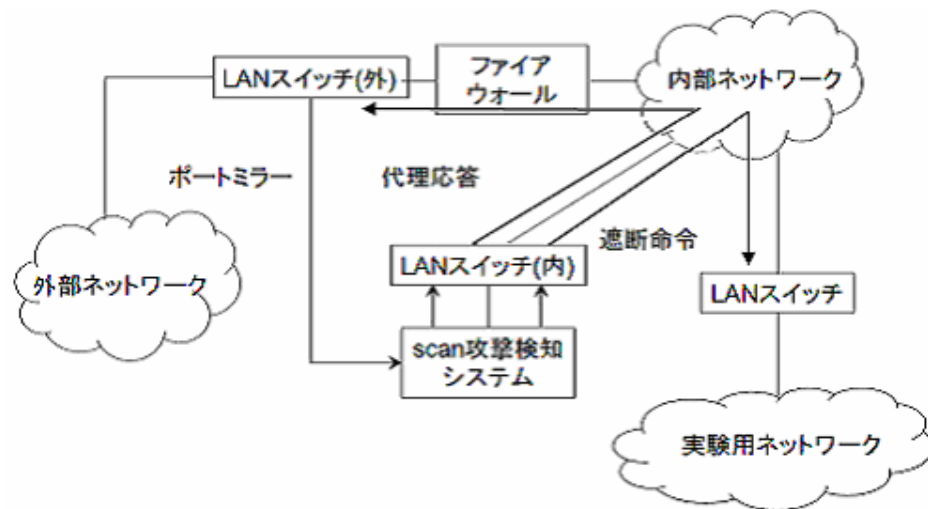 LANスイッチ(外)
ファイア
ウォール
内部ネットワーク
ポートミラー
代理応答
遮断命令
外部ネットワーク
LANスイッチ(内)
LANスイッチ
scan攻撃検知
システム
実験用ネットワーク